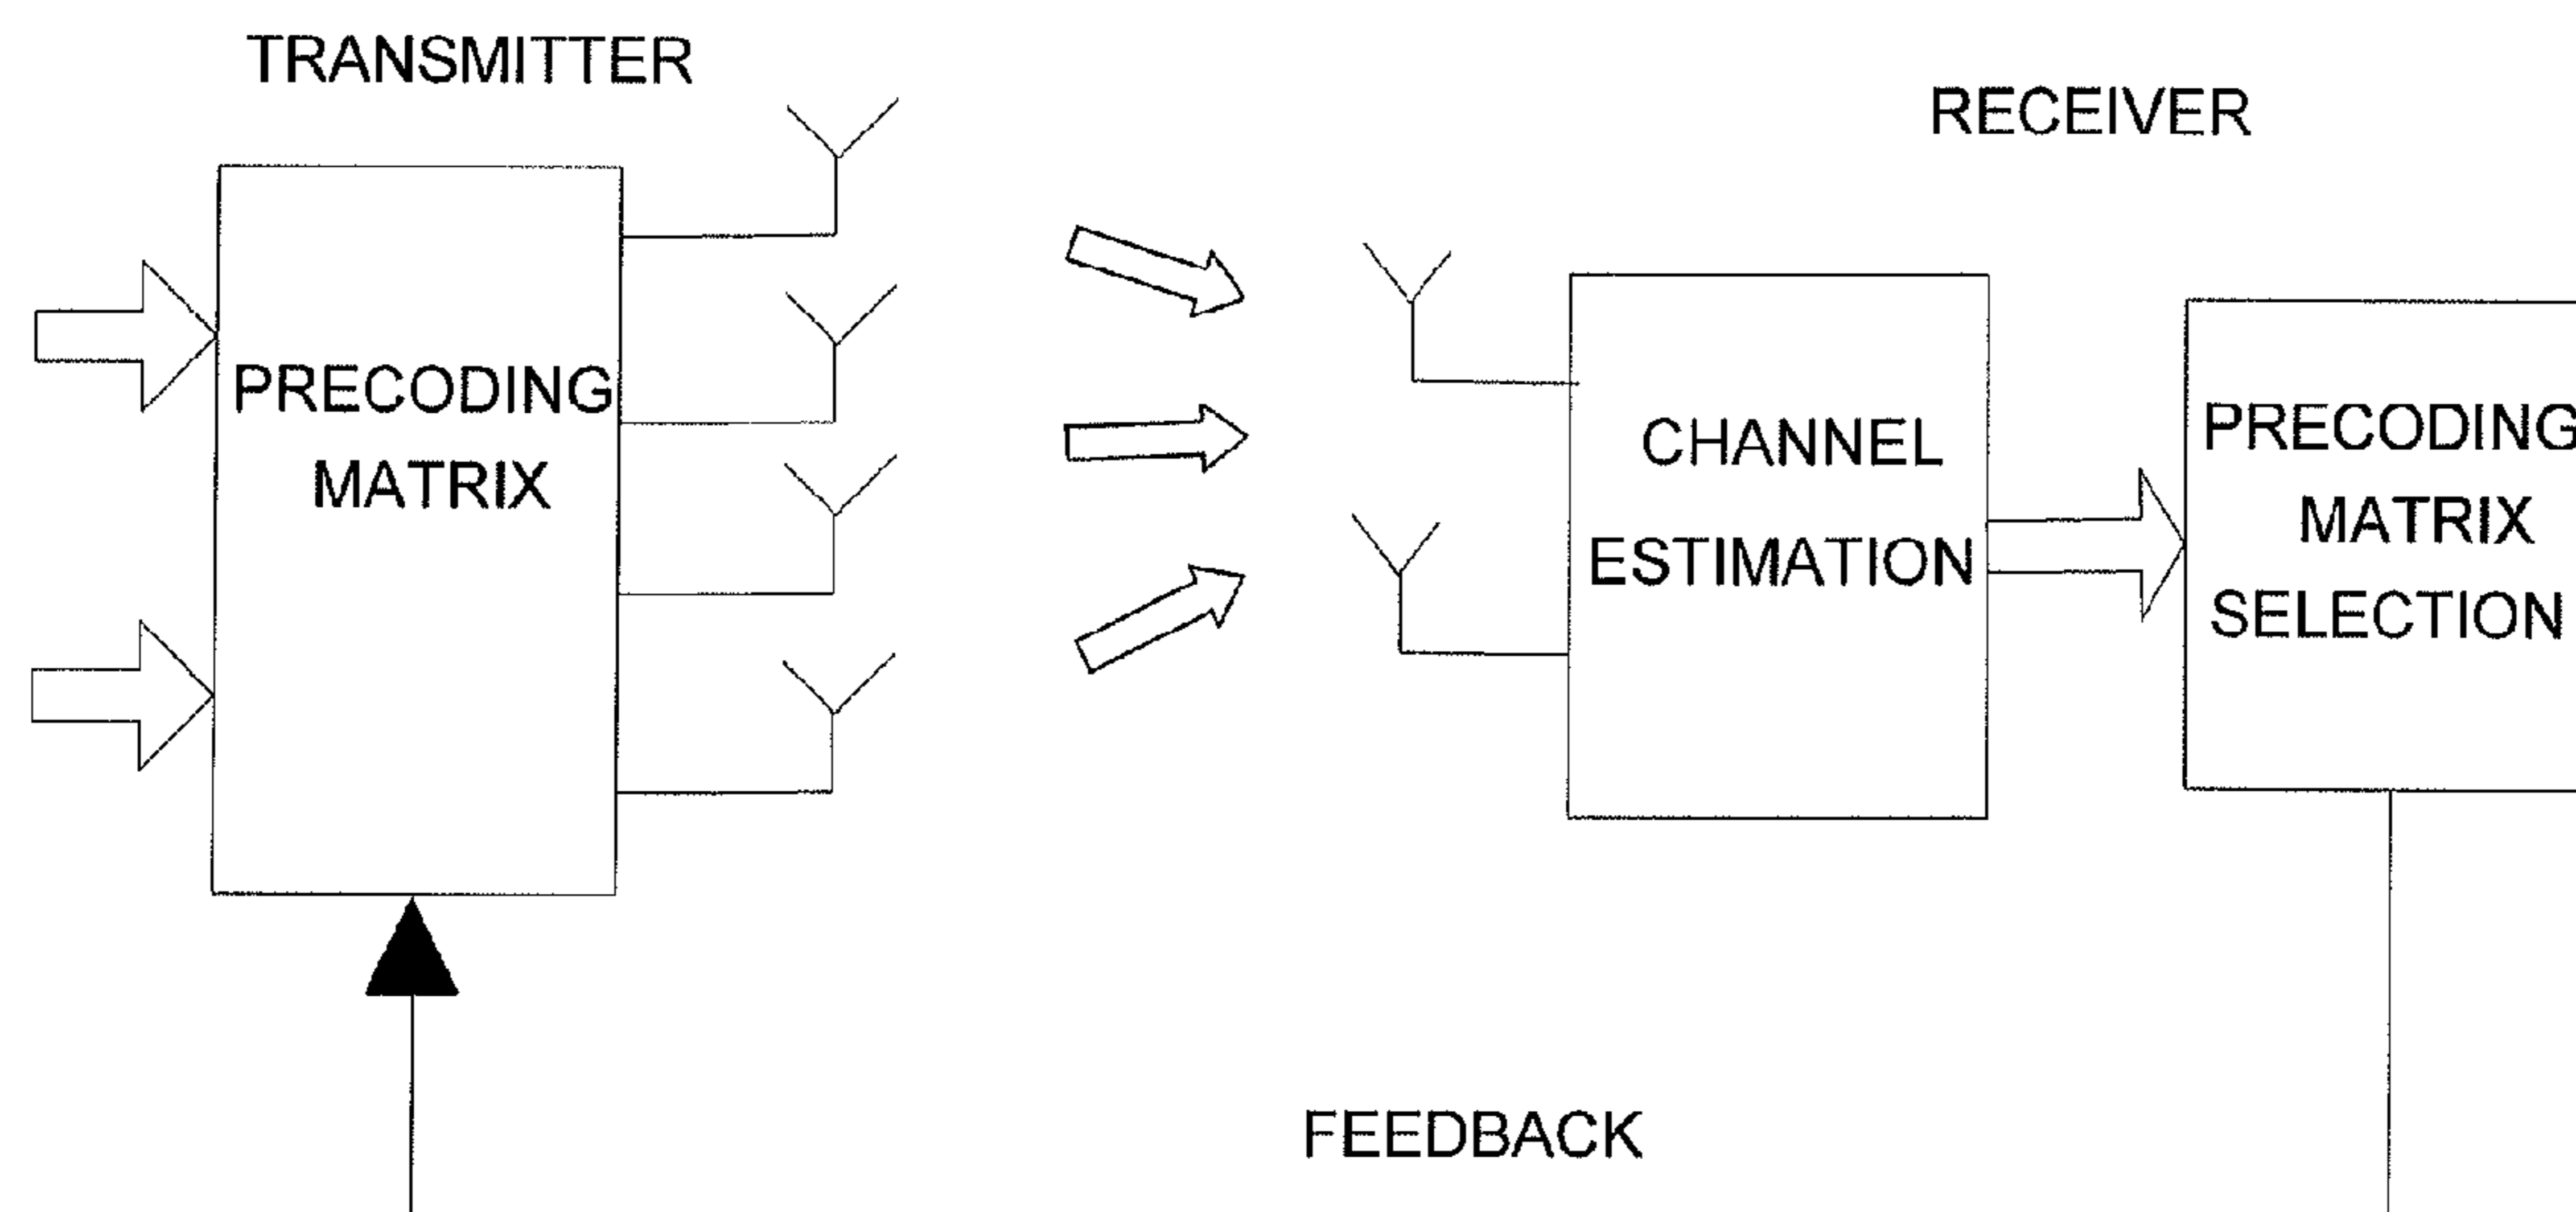 TRANSMITTER
RECEIVER
PRECODING
MATRIX
CHANNEL
ESTIMATION
PRECODING
MATRIX
SELECTION
FEEDBACK